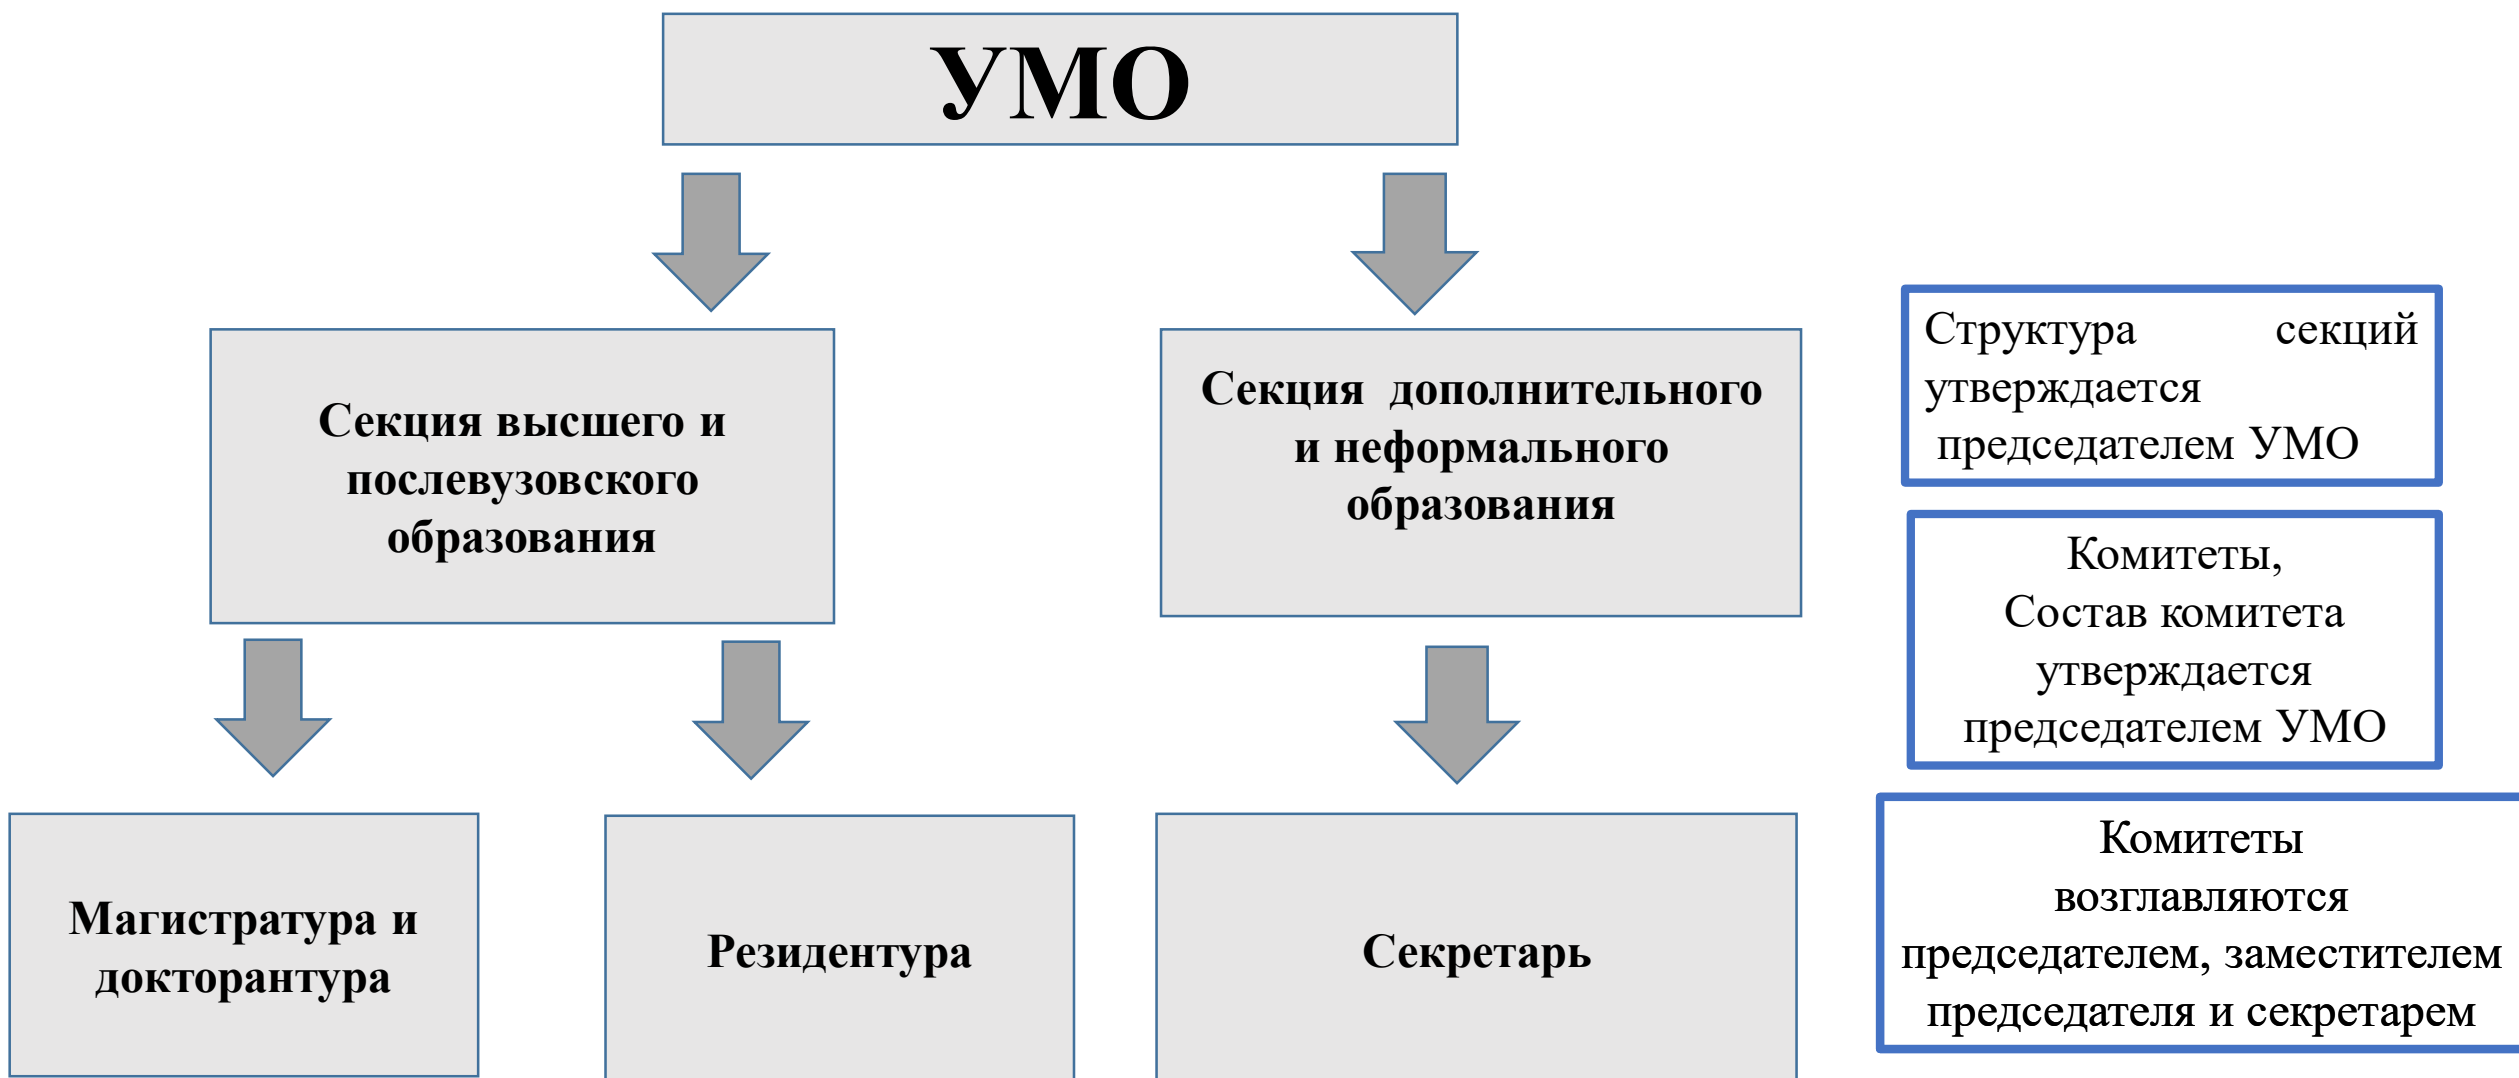 УМО
Секция высшего и
послевузовского
образования
Секция дополнительного
и неформального
образования
Структура секций
утверждается
председателем УМО
Комитеты,
Состав комитета
утверждается
председателем УМО
Магистратура и
докторантура
Резидентура
Секретарь
Комитеты
возглавляются
председателем, заместителем
председателя и секретарем